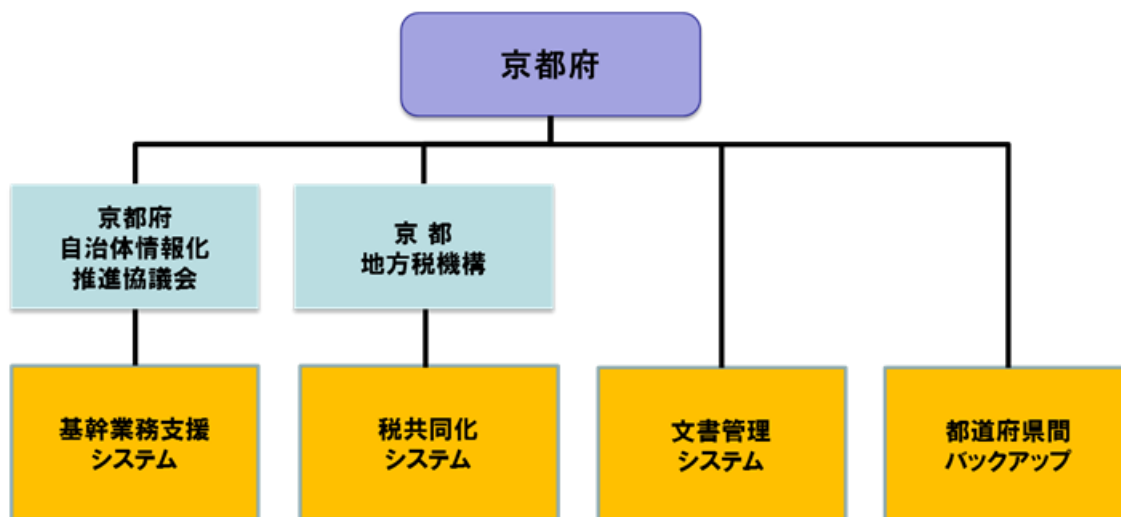 京都府
京都府
自治体情報化
推進協議会
京 都
地方税機構
基幹業務支援
システム
税共同化
システム
文書管理
システム
都道府県間
バックアップ